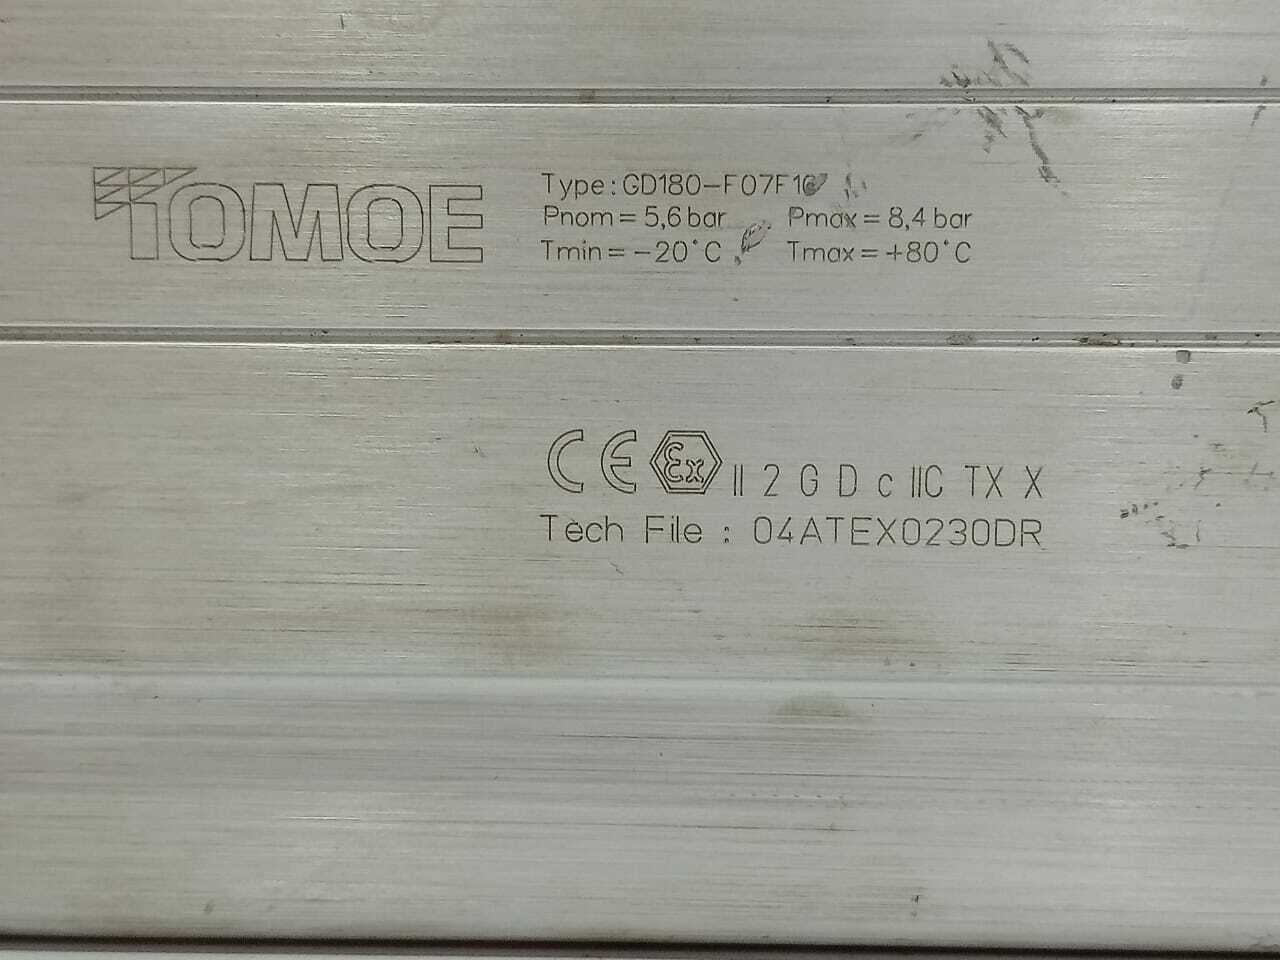 TOMOE
Type : GD180-F07F10
Pnom = 5,6 bar Pmax = 8,4 bar
Tmin = -20°C Tmax = +80°C
CE Ex II 2 G D c IIC TX X
Tech File : 04ATEX0230DR